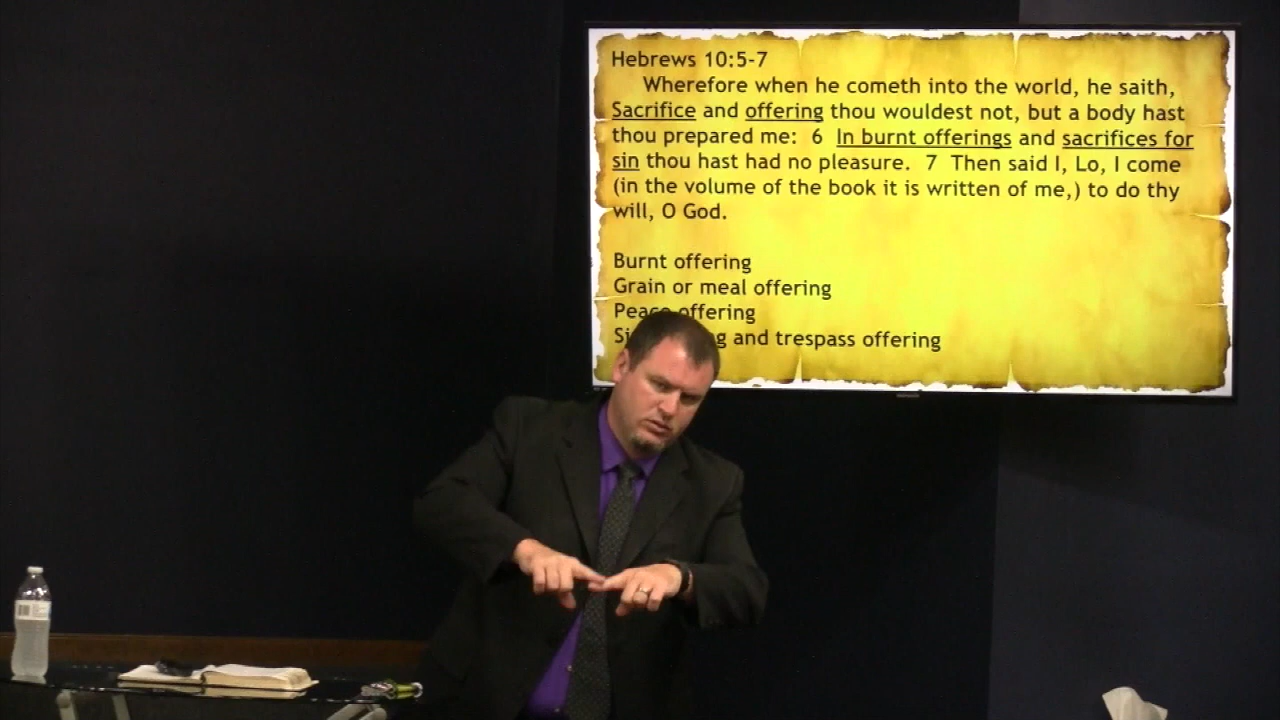 Hebrews 10:5-7
Wherefore when he cometh into the world, he saith,
Sacrifice and offering thou wouldest not, but a body hast
thou prepared me: 6 In burnt offerings and sacrifices for
sin thou hast had no pleasure. 7 Then said I, Lo, I come
(in the volume of the book it is written of me,) to do thy
will, O God.
Burnt offering
Grain or meal offering
Peace offering
and trespass offering